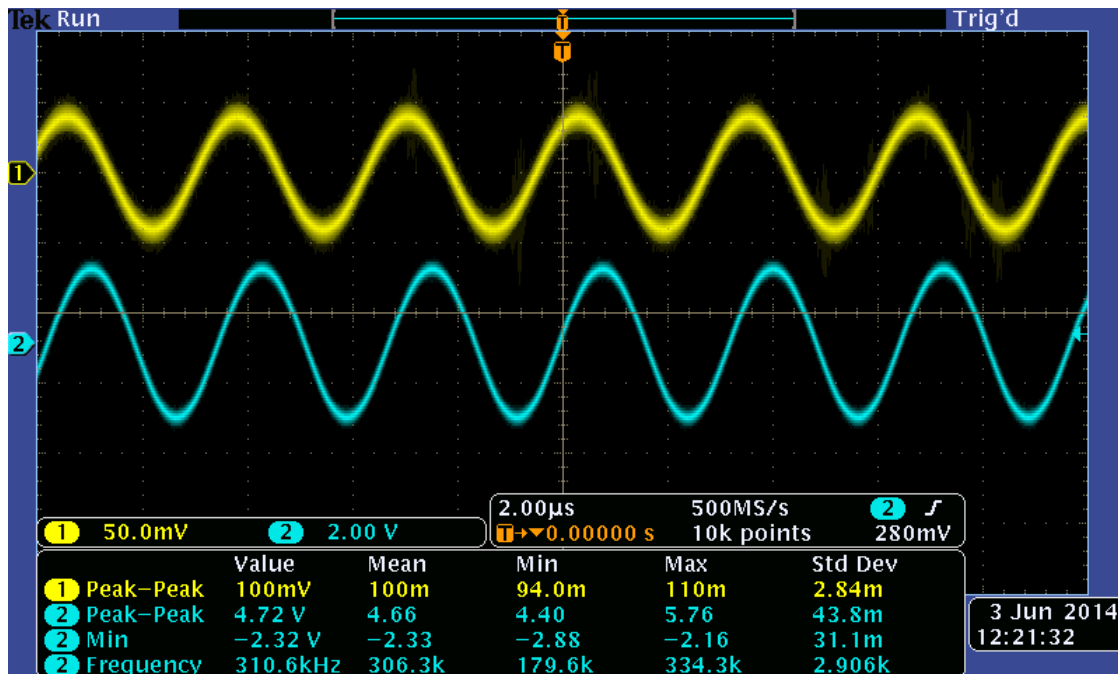 Tek Run Trig'd
T
T
1
2
1 50.0mV 2 2.00 V
2.00µs 500MS/s 2
T→▼0.00000 s 10k points 280mV
Value Mean Min Max Std Dev
1 Peak−Peak 100mV 100m 94.0m 110m 2.84m
2 Peak−Peak 4.72 V 4.66 4.40 5.76 43.8m
2 Min −2.32 V −2.33 −2.88 −2.16 31.1m
2 Frequency 310.6kHz 306.3k 179.6k 334.3k 2.906k
3 Jun 2014
12:21:32